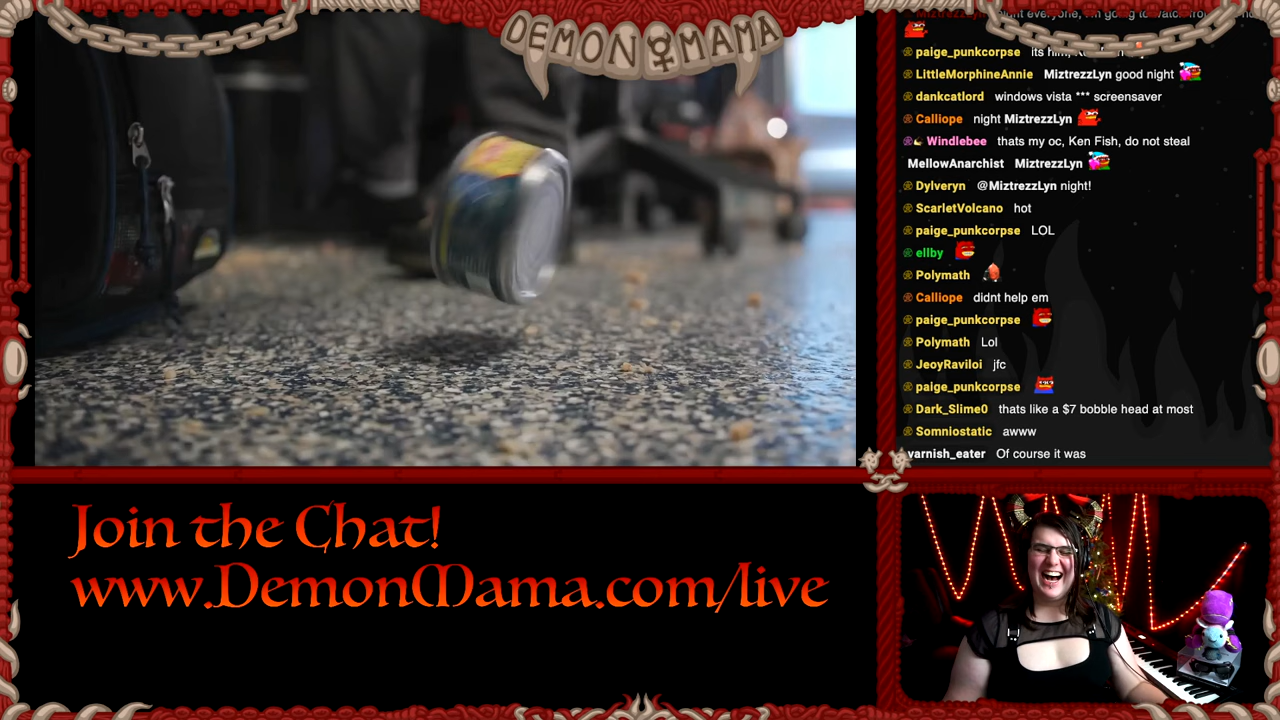 DEMON MAMA
paige_punkcorpse its him,
LittleMorphineAnnie MiztrezzLyn good night
dankcatlord windows vista *** screensaver
Calliope night MiztrezzLyn
Windlebee thats my oc, Ken Fish, do not steal
MellowAnarchist MiztrezzLyn
Dylveryn @MiztrezzLyn night!
ScarletVolcano hot
paige_punkcorpse LOL
ellby
Polymath
Calliope didnt help em
paige_punkcorpse
Polymath Lol
JeoyRaviloi jfc
paige_punkcorpse
Dark_Slime0 thats like a $7 bobble head at most
Somniostatic awww
varnish_eater Of course it was
Join the Chat!
www.DemonMama.com/live